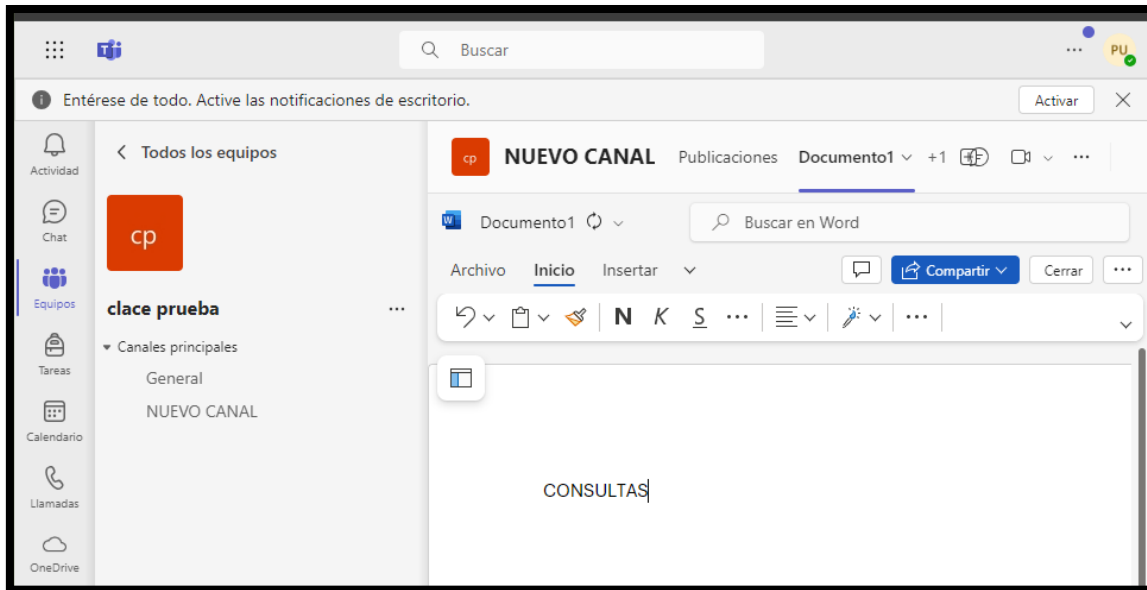 Buscar
...
PU
Entérese de todo. Active las notificaciones de escritorio.
Activar
Actividad
Chat
Equipos
Tareas
Calendario
Llamadas
OneDrive
Todos los equipos
cp
clace prueba
...
Canales principales
General
NUEVO CANAL
cp NUEVO CANAL Publicaciones Documento1 +1 ...
W Documento1 Buscar en Word
Archivo Inicio Insertar Compartir Cerrar ...
N K S ... ...
CONSULTAS